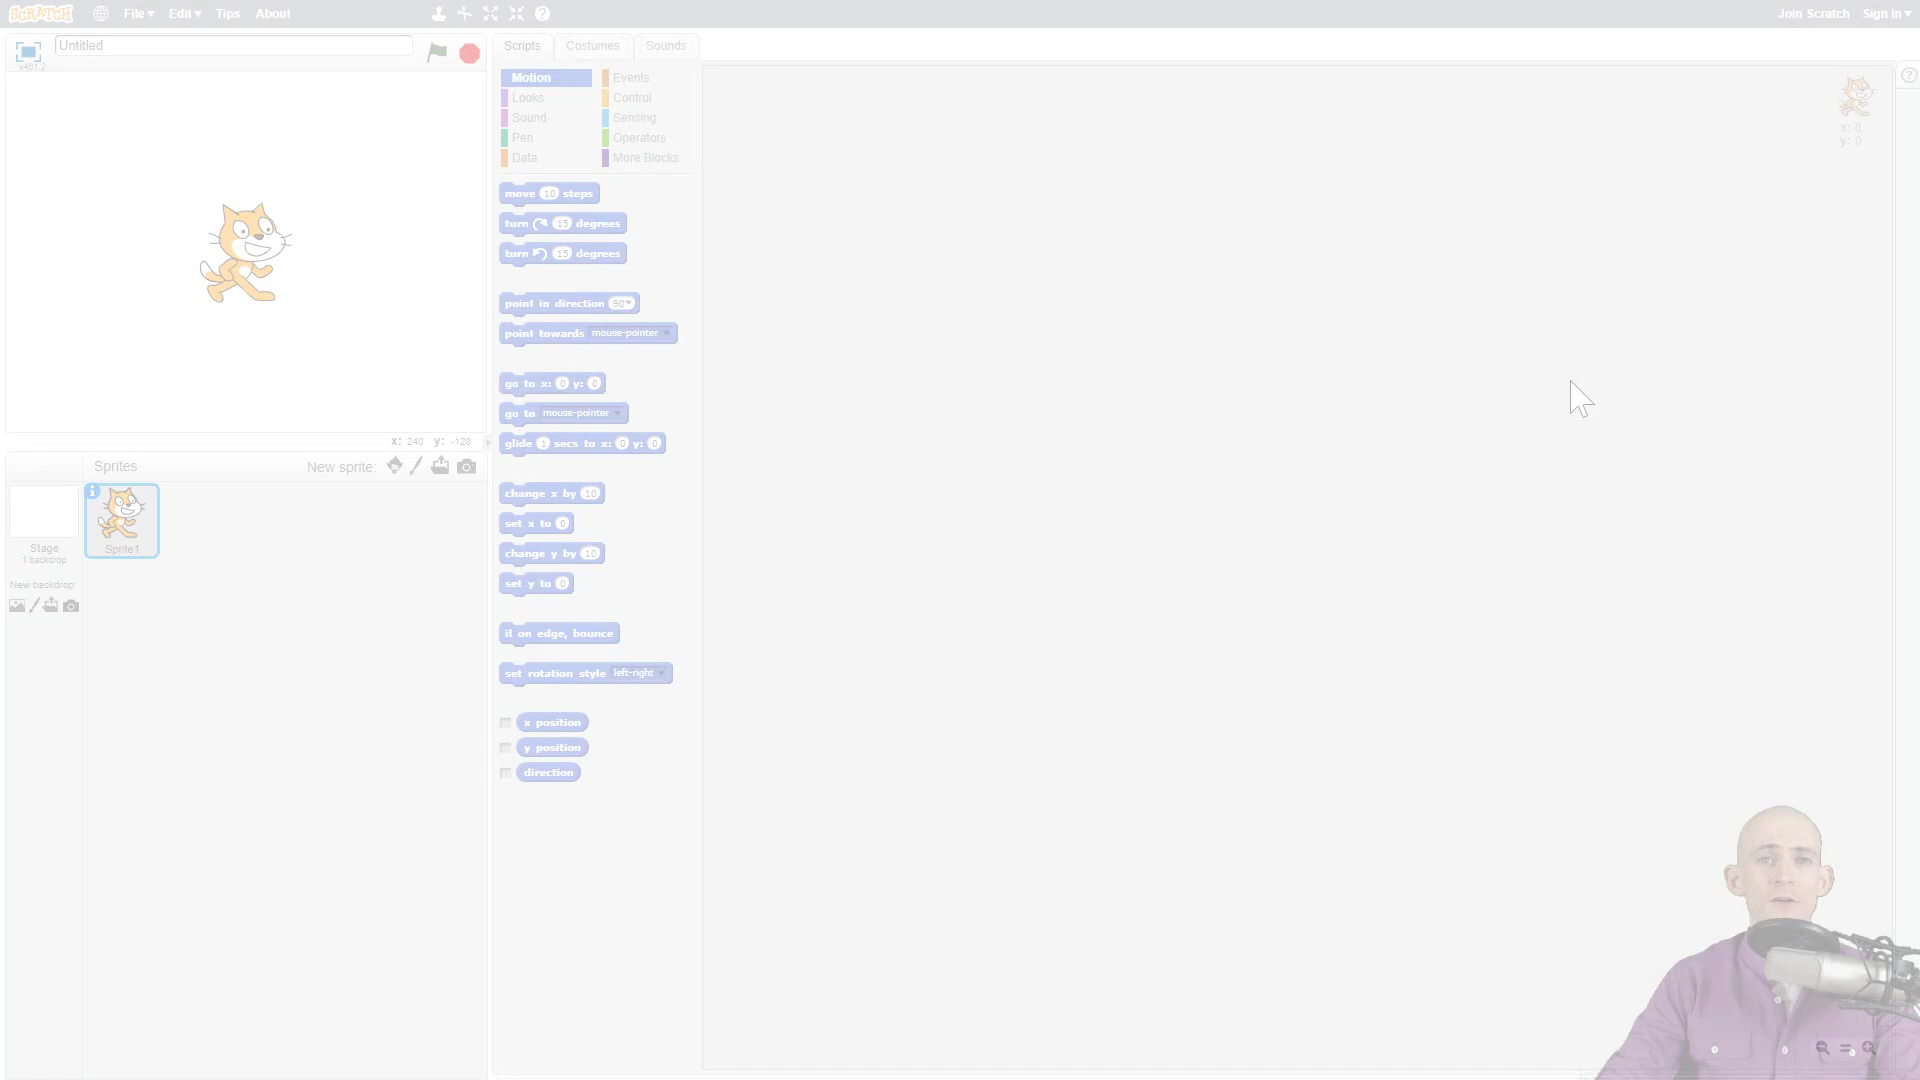 SCRATCH File Edit Tips About Join Scratch Sign in
Untitled
v461.2
Scripts Costumes Sounds
Motion Events
Looks Control
Sound Sensing
Pen Operators
Data More Blocks
x: 0
y: 0
move 10 steps
turn 15 degrees
turn 15 degrees
point in direction 90
point towards mouse-pointer
go to x: 0 y: 0
go to mouse-pointer
glide 1 secs to x: 0 y: 0
change x by 10
set x to 0
change y by 10
set y to 0
if on edge, bounce
set rotation style left-right
x position
y position
direction
x: 240 y: -128
Sprites New sprite:
Stage
1 backdrop
Sprite1
New backdrop: